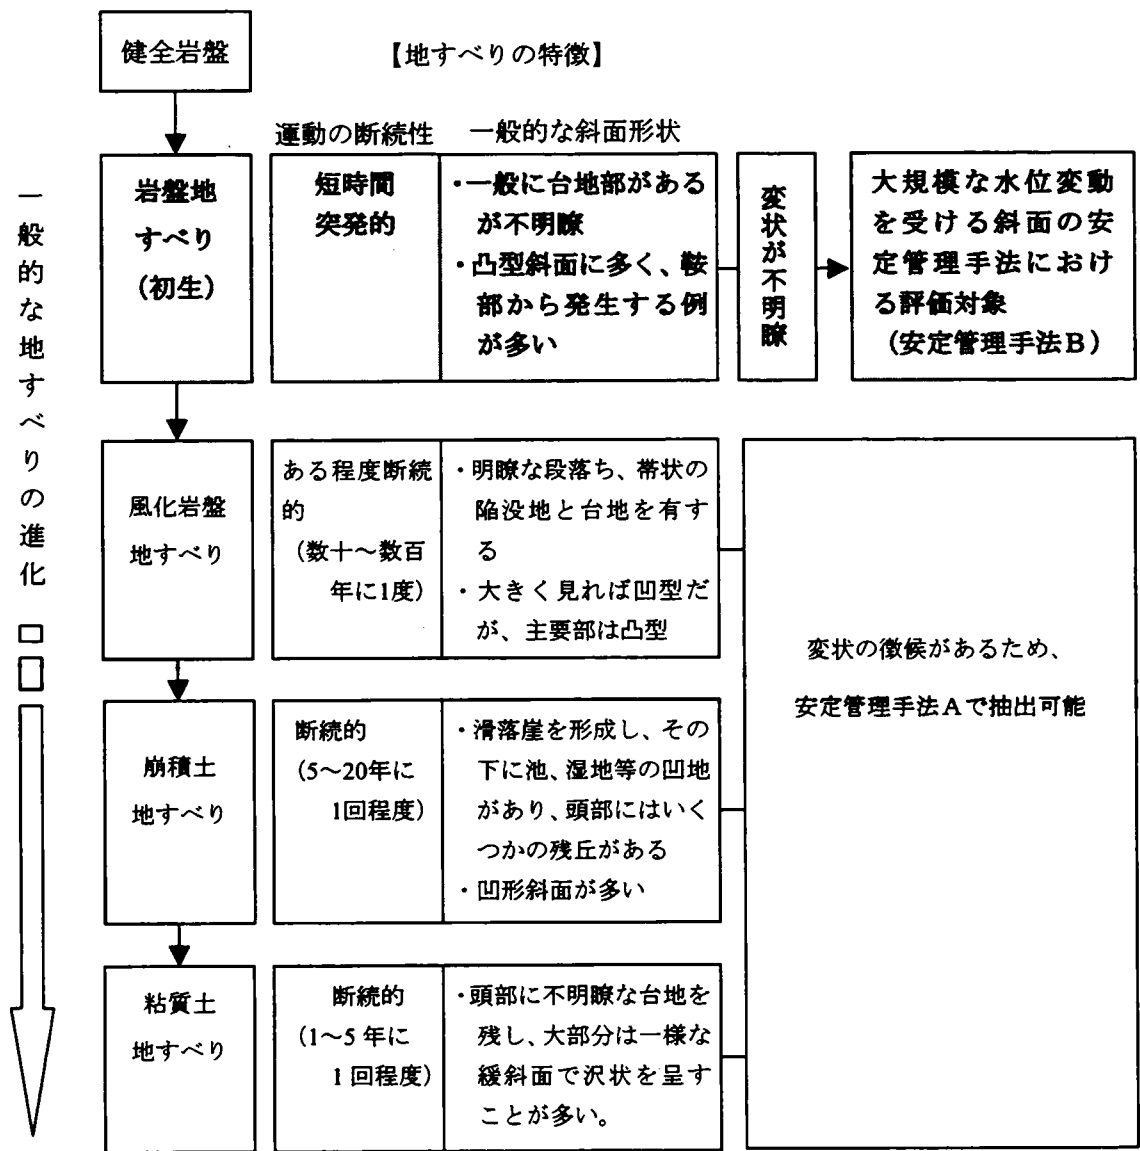 健全岩盤
【地すべりの特徴】
運動の断続性 一般的な斜面形状
一般的な地すべりの進化
岩盤地
すべり
(初生)
短時間
突発的
・一般に台地部がある
が不明瞭
・凸型斜面に多く、鞍
部から発生する例
が多い
変状が不明瞭
大規模な水位変動
を受ける斜面の安
定管理手法におけ
る評価対象
(安定管理手法B)
風化岩盤
地すべり
ある程度断続
的
(数十～数百
年に1度)
・明瞭な段落ち、帯状の
陥没地と台地を有す
る
・大きく見れば凹型だ
が、主要部は凸型
変状の徴候があるため、
安定管理手法Aで抽出可能
崩積土
地すべり
断続的
(5～20年に
1回程度)
・滑落崖を形成し、その
下に池、湿地等の凹地
があり、頭部にはいく
つかの残丘がある
・凹形斜面が多い
粘質土
地すべり
断続的
(1～5年に
1回程度)
・頭部に不明瞭な台地を
残し、大部分は一様な
緩斜面で沢状を呈す
ことが多い。